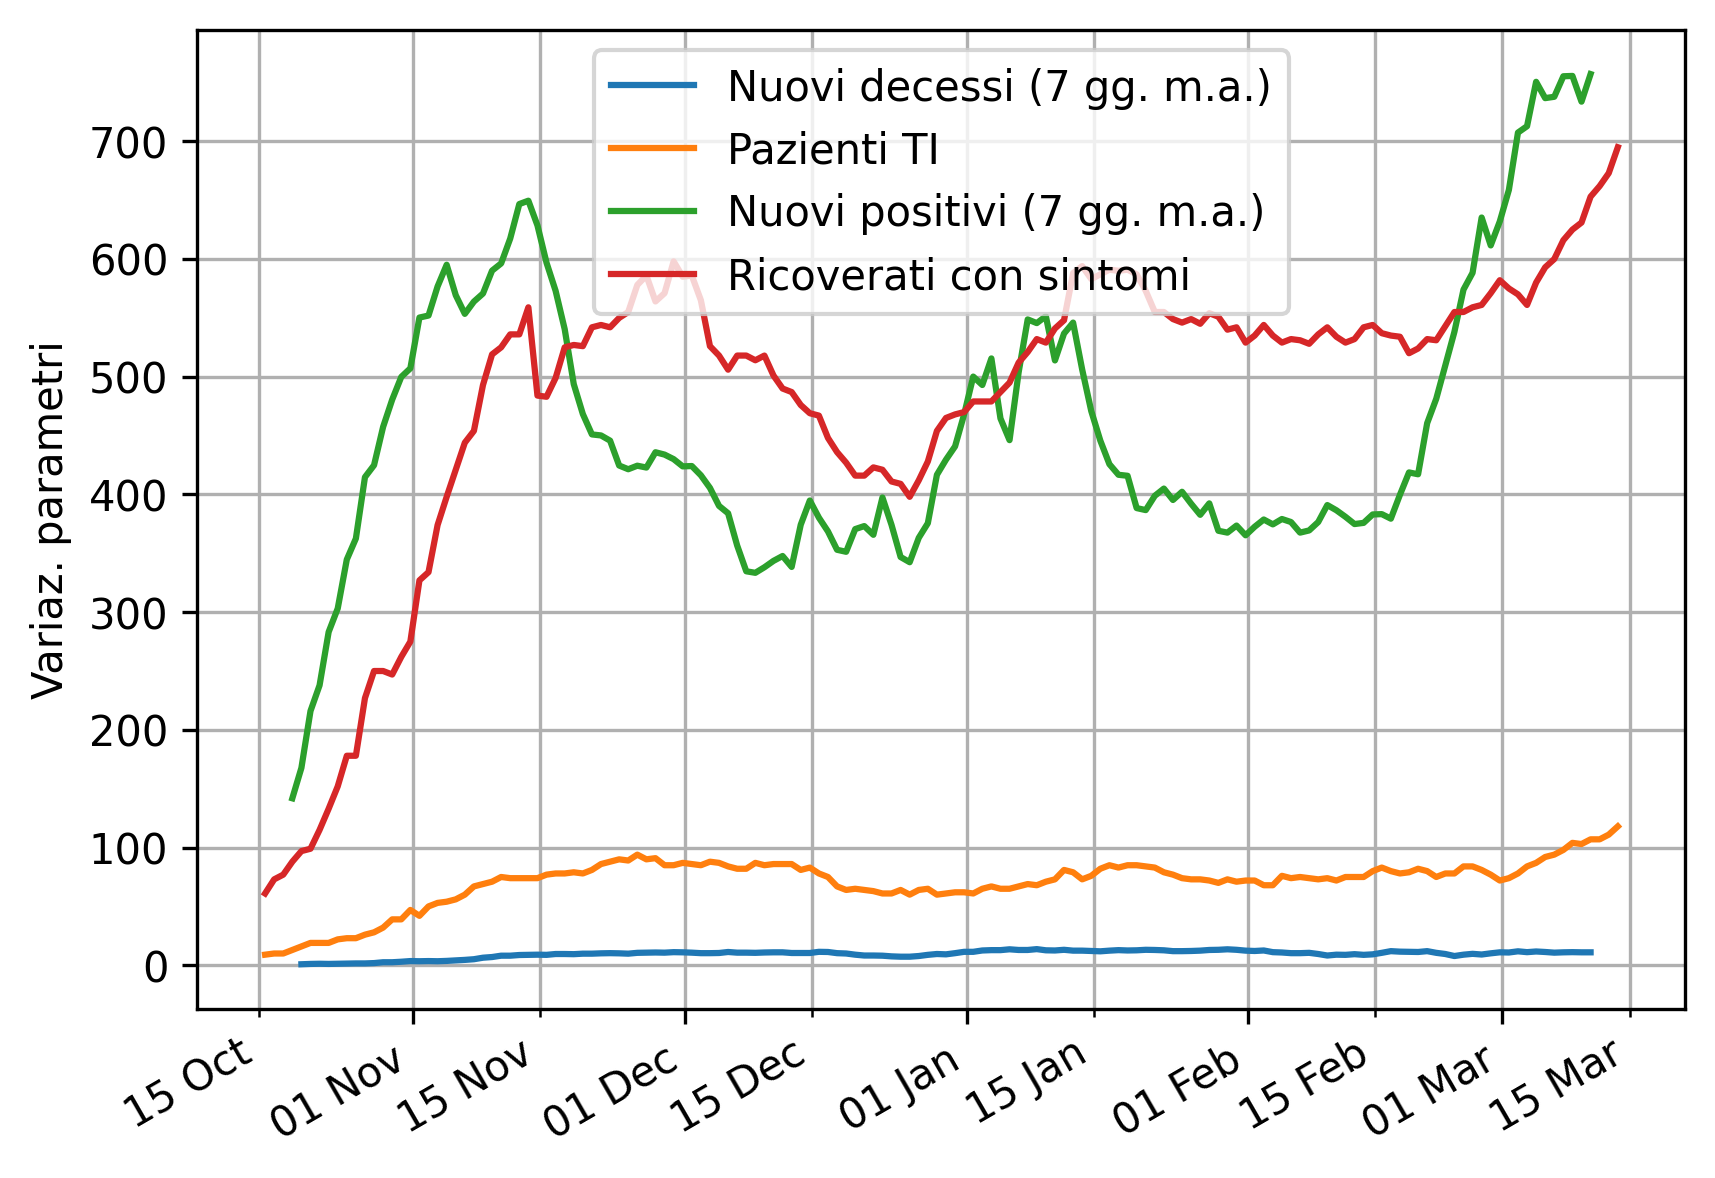 Nuovi decessi (7 gg. m.a.)
Pazienti TI
Nuovi positivi (7 gg. m.a.)
Ricoverati con sintomi
Variaz. parametri
700
600
500
400
300
200
100
0
15 Oct
01 Nov
15 Nov
01 Dec
15 Dec
01 Jan
15 Jan
01 Feb
15 Feb
01 Mar
15 Mar